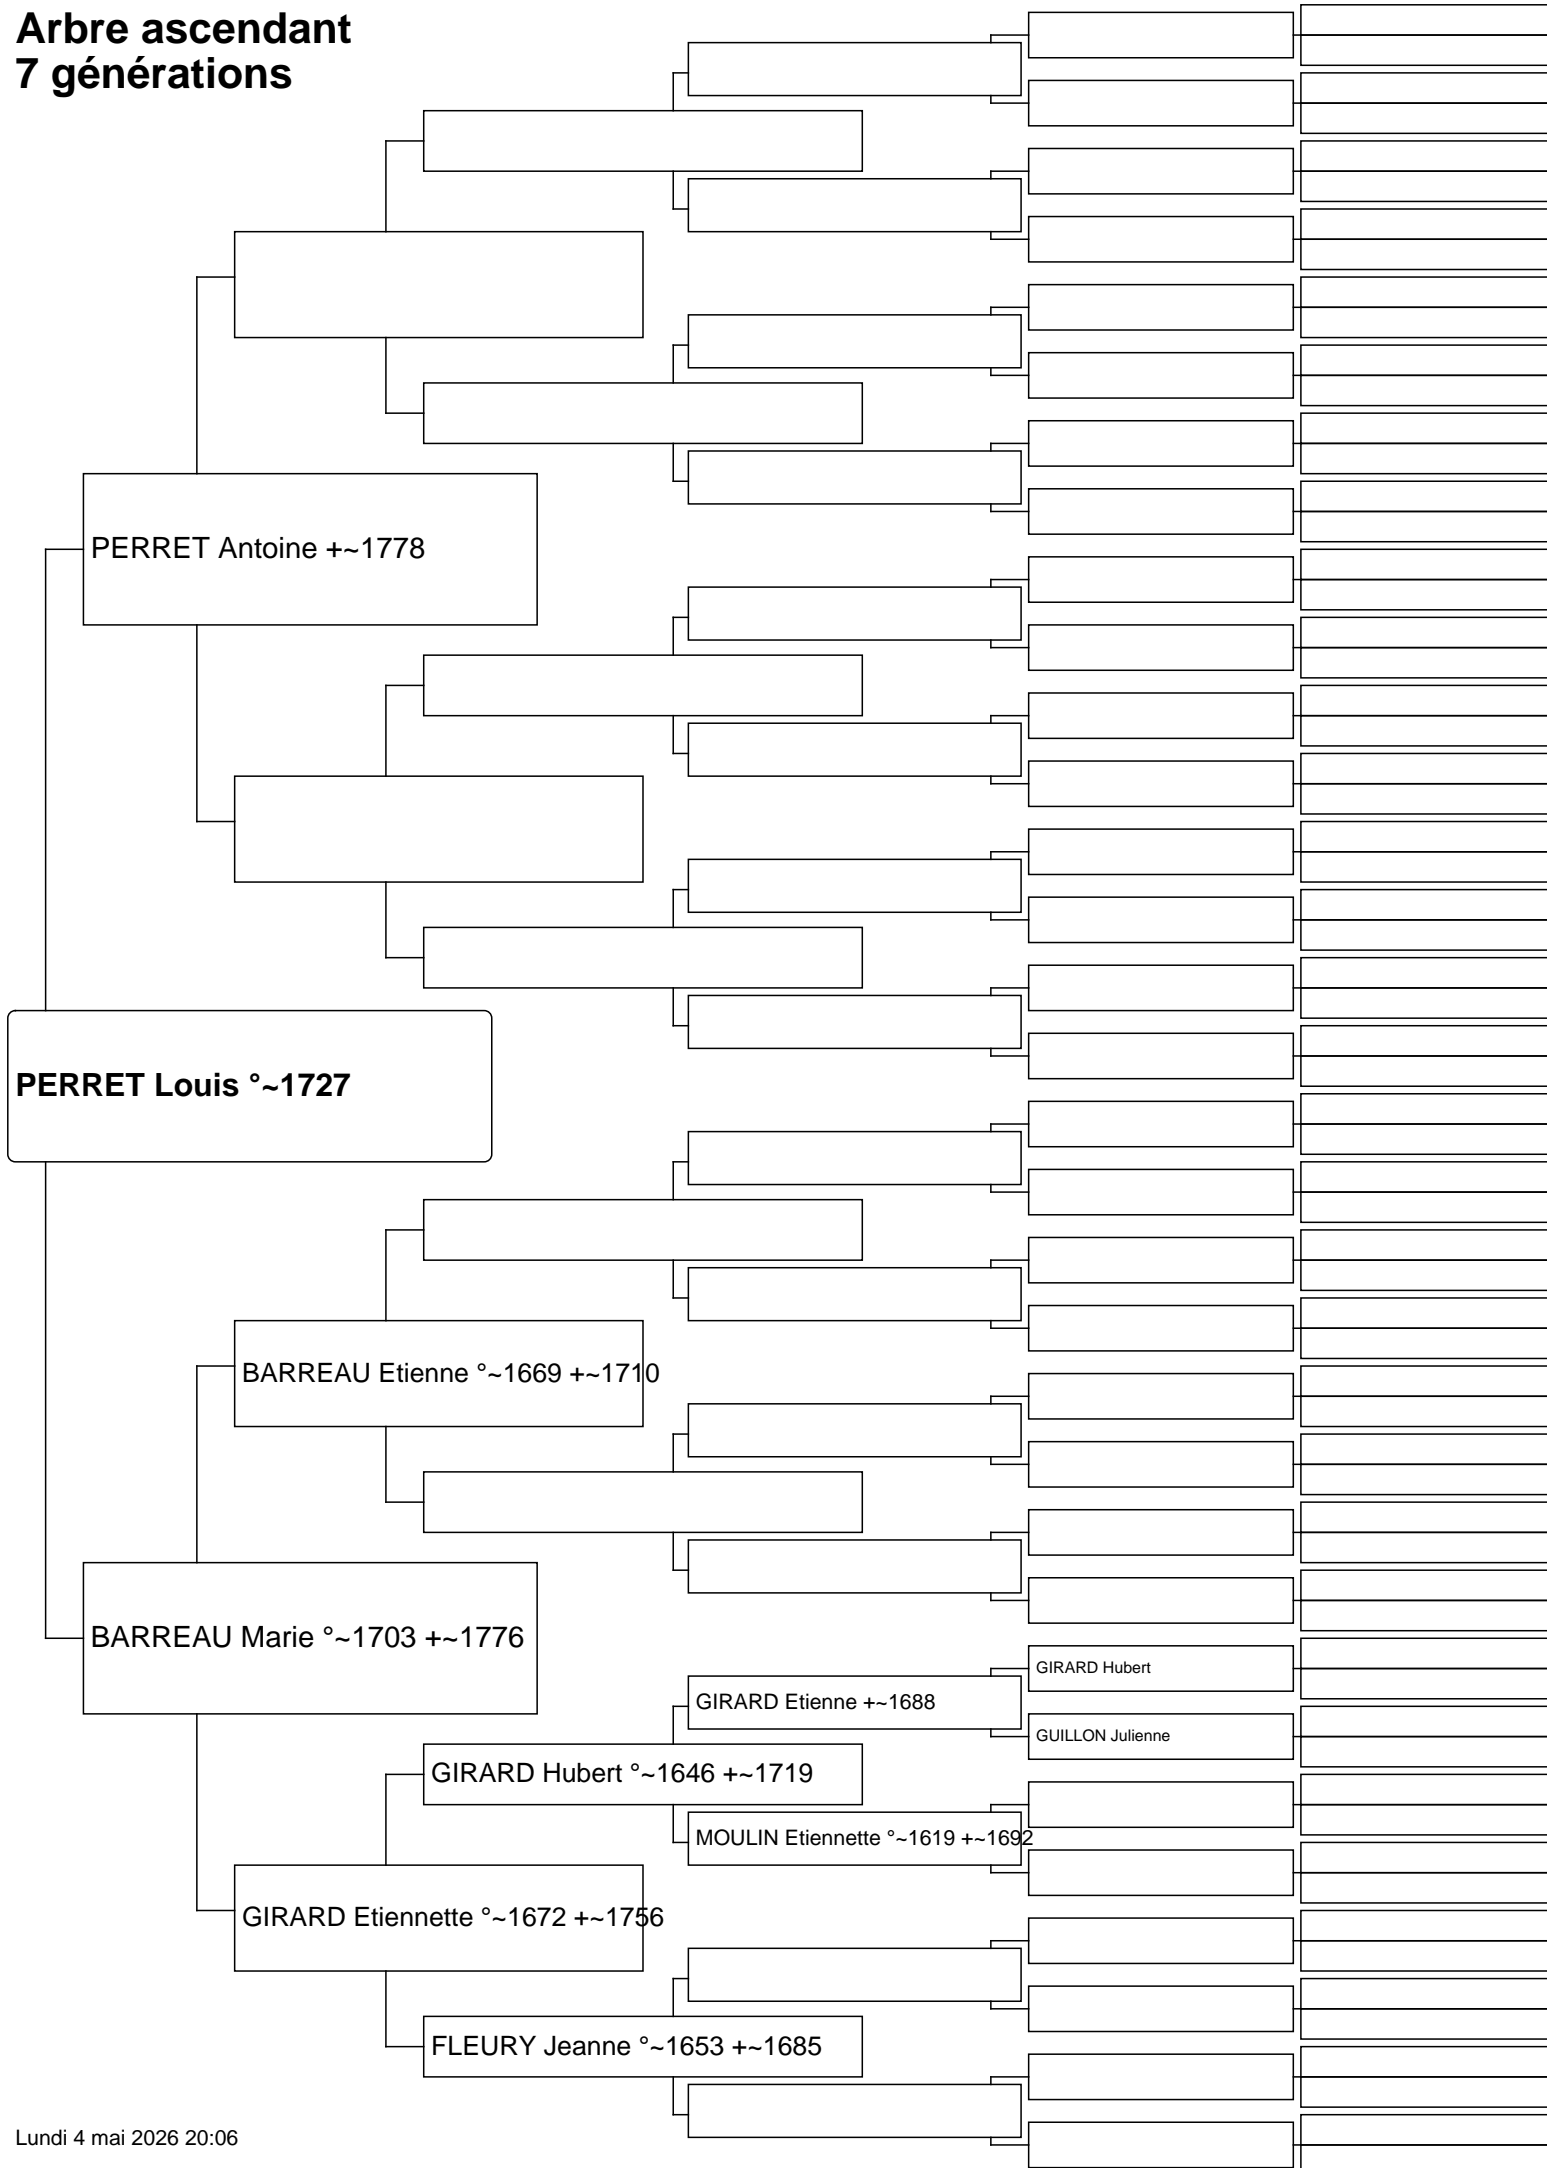 Arbre ascendant
7 générations
PERRET Antoine +~1778
PERRET Louis °~1727
BARREAU Etienne °~1669 +~1710
BARREAU Marie °~1703 +~1776
GIRARD Hubert
GIRARD Etienne +~1688
GUILLON Julienne
GIRARD Hubert °~1646 +~1719
MOULIN Etiennette °~1619 +~1692
GIRARD Etiennette °~1672 +~1756
FLEURY Jeanne °~1653 +~1685
Lundi 4 mai 2026 20:06